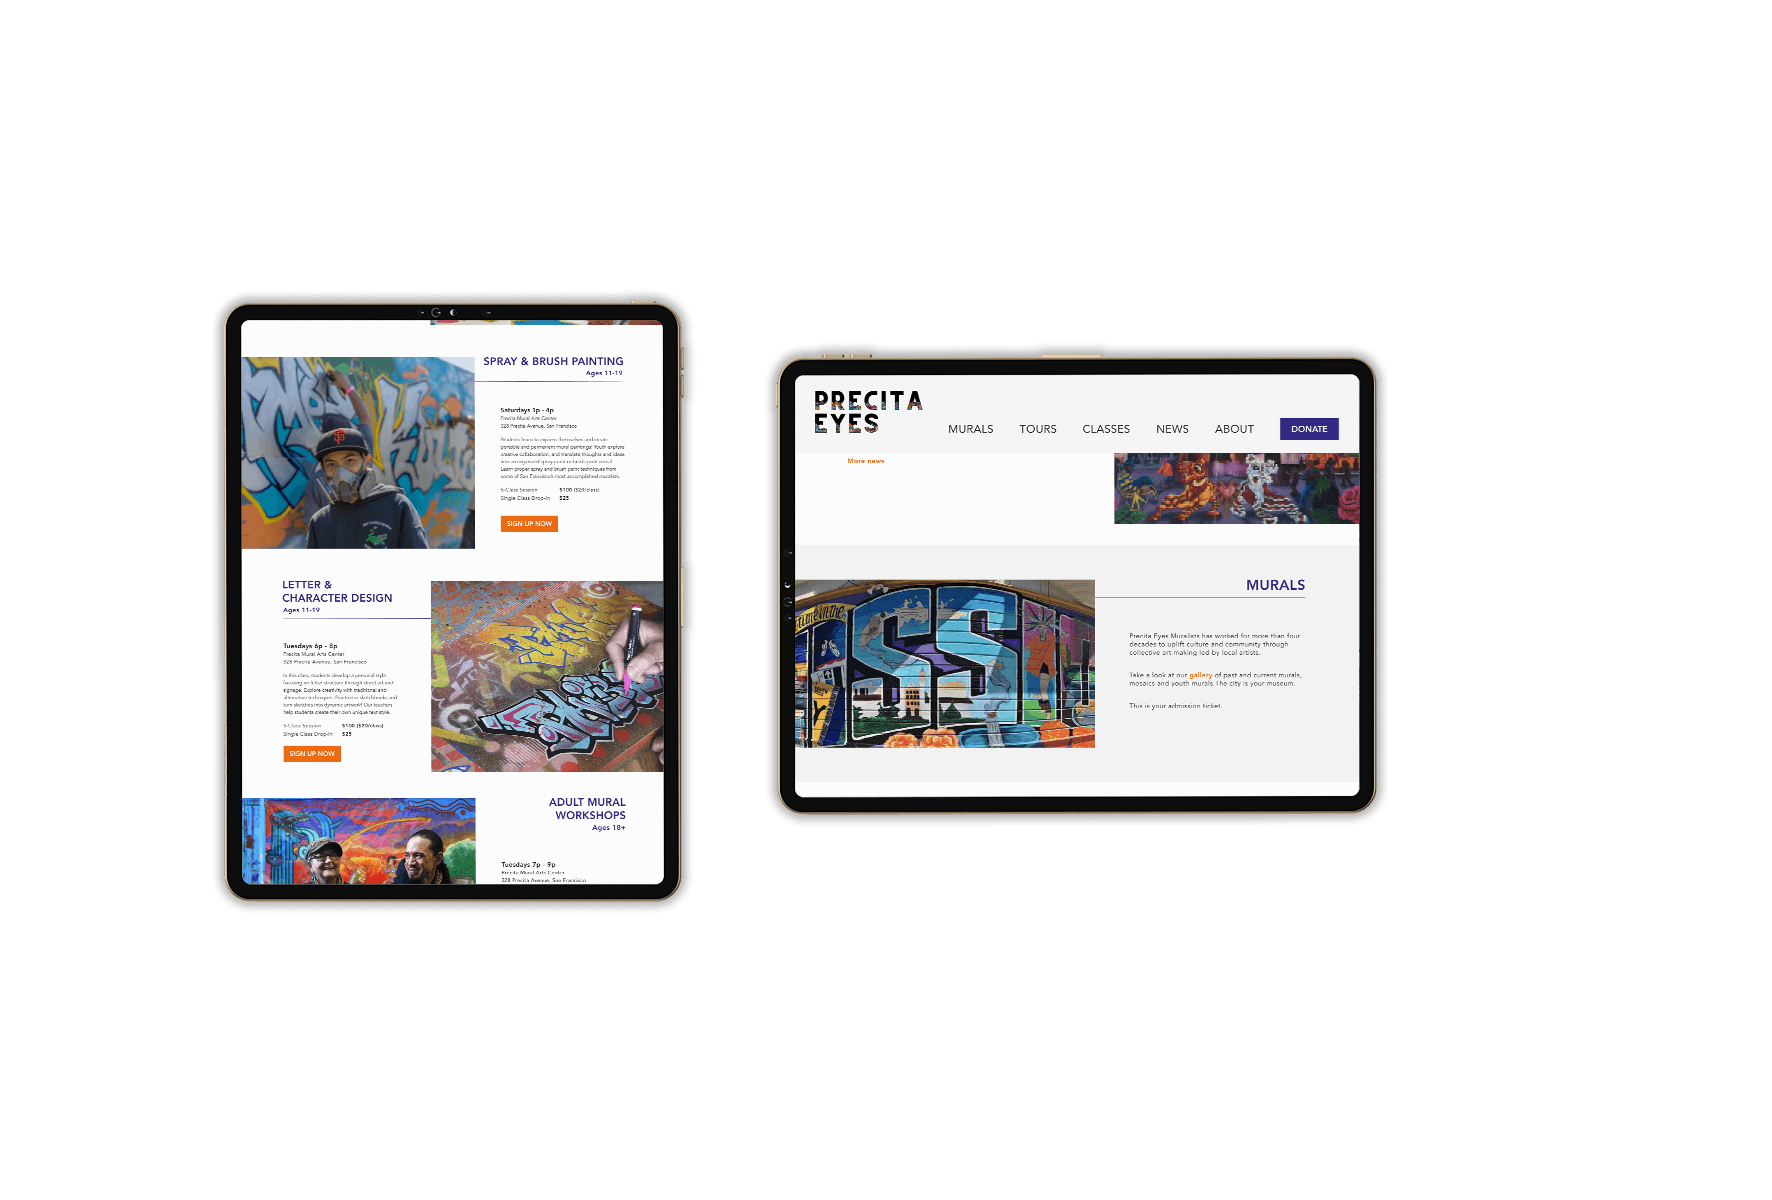 SPRAY & BRUSH PAINTING
Ages 11-19
Saturdays 1p - 4p
Precita Mural Arts Center
328 Precita Avenue, San Francisco
Students learn to express themselves and create
portable and permanent mural paintings! Youth explore
creative collaboration, and translate thoughts and ideas
into an organized spray paint or brush paint mural.
Learn proper spray and brush paint techniques from
some of San Francisco's most accomplished muralists.
5-Class Session $100 ($20/class)
Single Class Drop-In $25
SIGN UP NOW
LETTER &
CHARACTER DESIGN
Ages 11-19
Tuesdays 6p - 8p
Precita Mural Arts Center
328 Precita Avenue, San Francisco
In this class, students develop a personal style
focusing on letter structure through street art and
signage. Explore creativity with traditional and
alternative techniques. Practice in sketchbooks and
turn sketches into dynamic artwork! Our teachers
help students create their own unique text style.
5-Class Session $100 ($20/class)
Single Class Drop-In $25
SIGN UP NOW
ADULT MURAL
WORKSHOPS
Ages 18+
Tuesdays 7p - 9p
Precita Mural Arts Center
328 Precita Avenue, San Francisco
PRECITA
EYES
MURALS TOURS CLASSES NEWS ABOUT DONATE
More news
MURALS
Precita Eyes Muralists has worked for more than four
decades to uplift culture and community through
collective art-making led by local artists.
Take a look at our gallery of past and current murals,
mosaics and youth murals. The city is your museum.
This is your admission ticket.